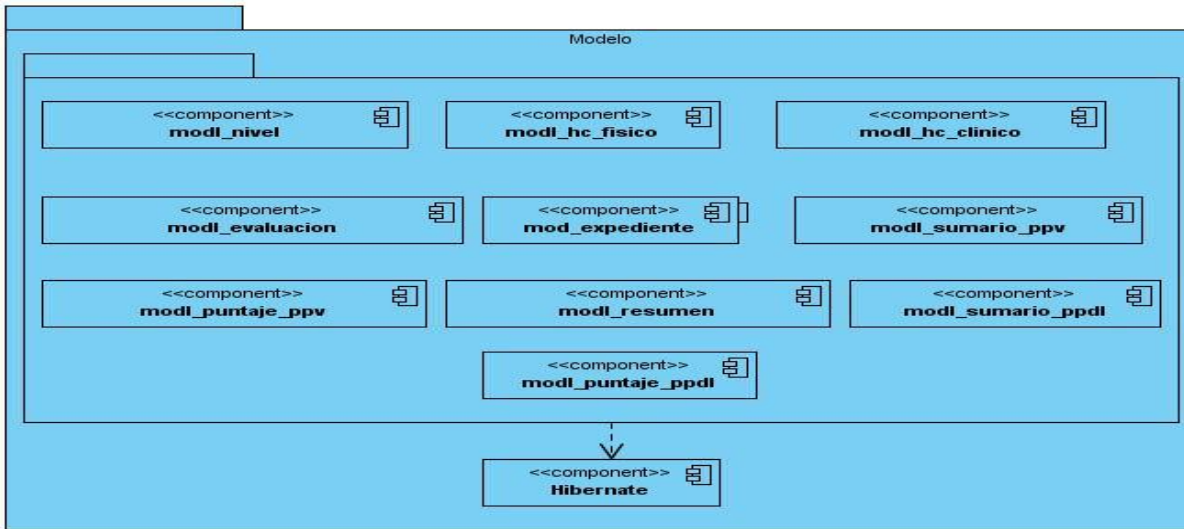 Modelo
<<component>>
modl_nivel
<<component>>
modl_hc_fisico
<<component>>
modl_hc_clinico
<<component>>
modl_evaluacion
<<component>>
mod_expediente
<<component>>
modl_sumario_ppv
<<component>>
modl_puntaje_ppv
<<component>>
modl_resumen
<<component>>
modl_sumario_ppdl
<<component>>
modl_puntaje_ppdl
<<component>>
Hibernate